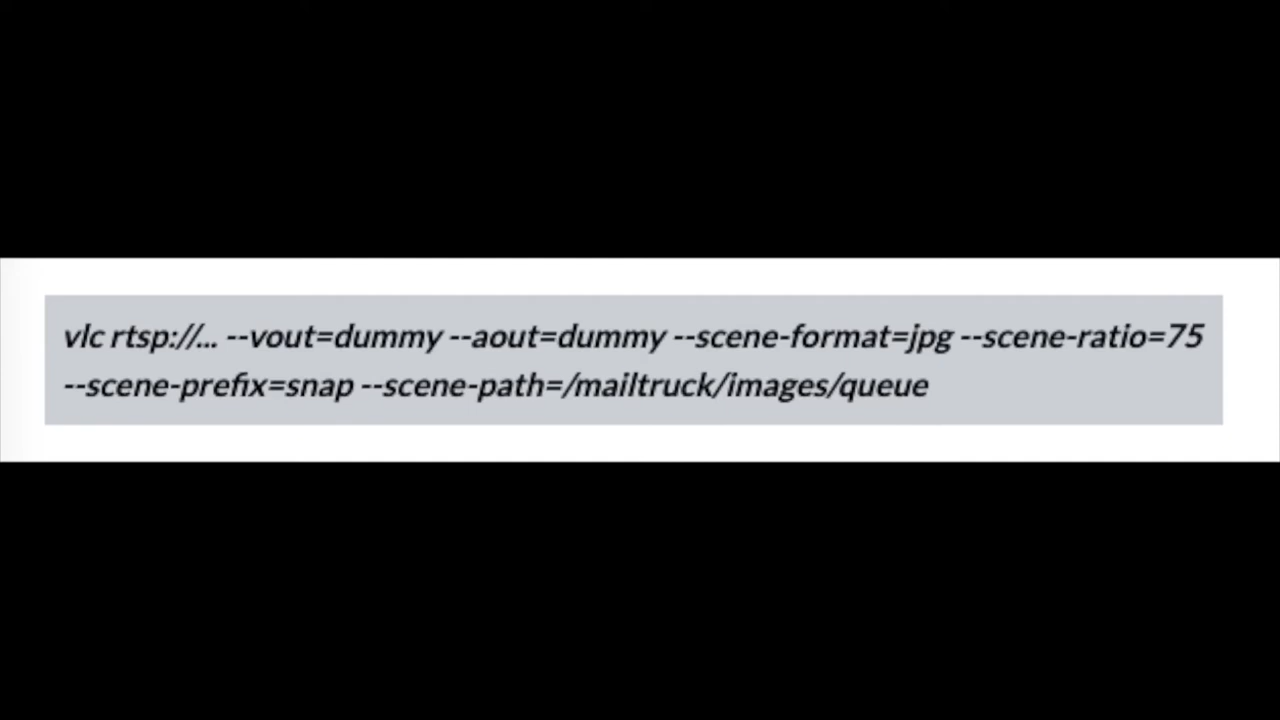 vlc rtsp://... --vout=dummy --aout=dummy --scene-format=jpg --scene-ratio=75
--scene-prefix=snap --scene-path=/mailtruck/images/queue